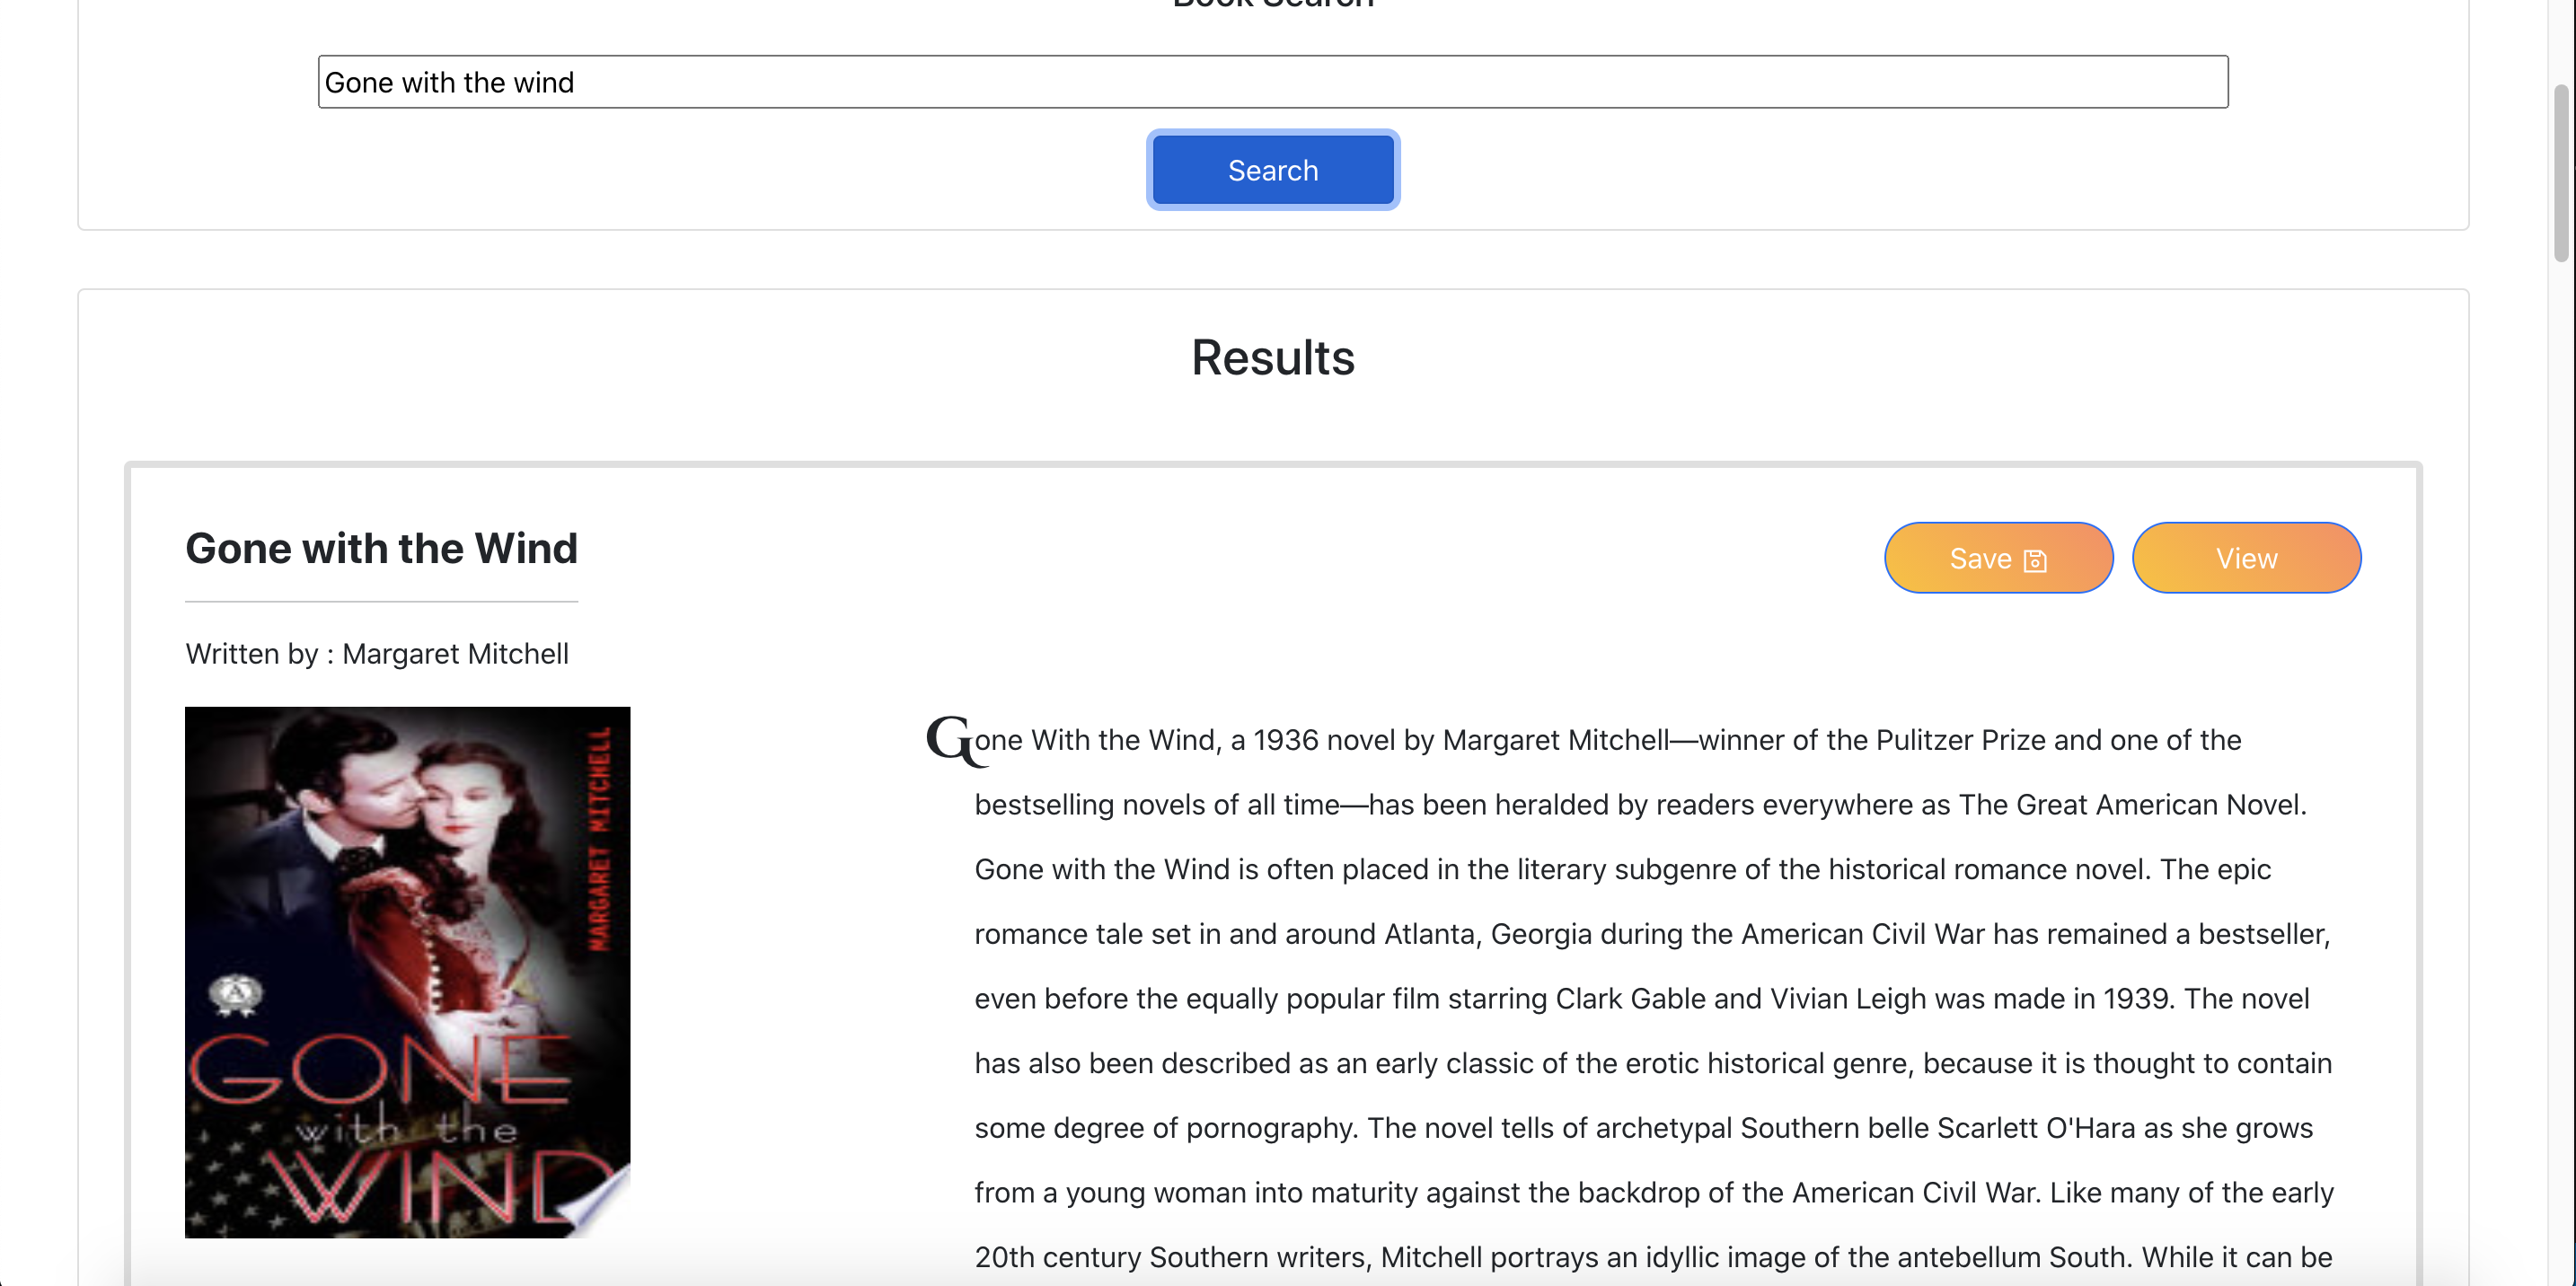 Book Search
Gone with the wind
Search
Results
Gone with the Wind
Save
View
Written by : Margaret Mitchell
MARGARET MITCHELL
A
GONE
with the
WIND
Gone With the Wind, a 1936 novel by Margaret Mitchell—winner of the Pulitzer Prize and one of the
bestselling novels of all time—has been heralded by readers everywhere as The Great American Novel.
Gone with the Wind is often placed in the literary subgenre of the historical romance novel. The epic
romance tale set in and around Atlanta, Georgia during the American Civil War has remained a bestseller,
even before the equally popular film starring Clark Gable and Vivian Leigh was made in 1939. The novel
has also been described as an early classic of the erotic historical genre, because it is thought to contain
some degree of pornography. The novel tells of archetypal Southern belle Scarlett O'Hara as she grows
from a young woman into maturity against the backdrop of the American Civil War. Like many of the early
20th century Southern writers, Mitchell portrays an idyllic image of the antebellum South. While it can be